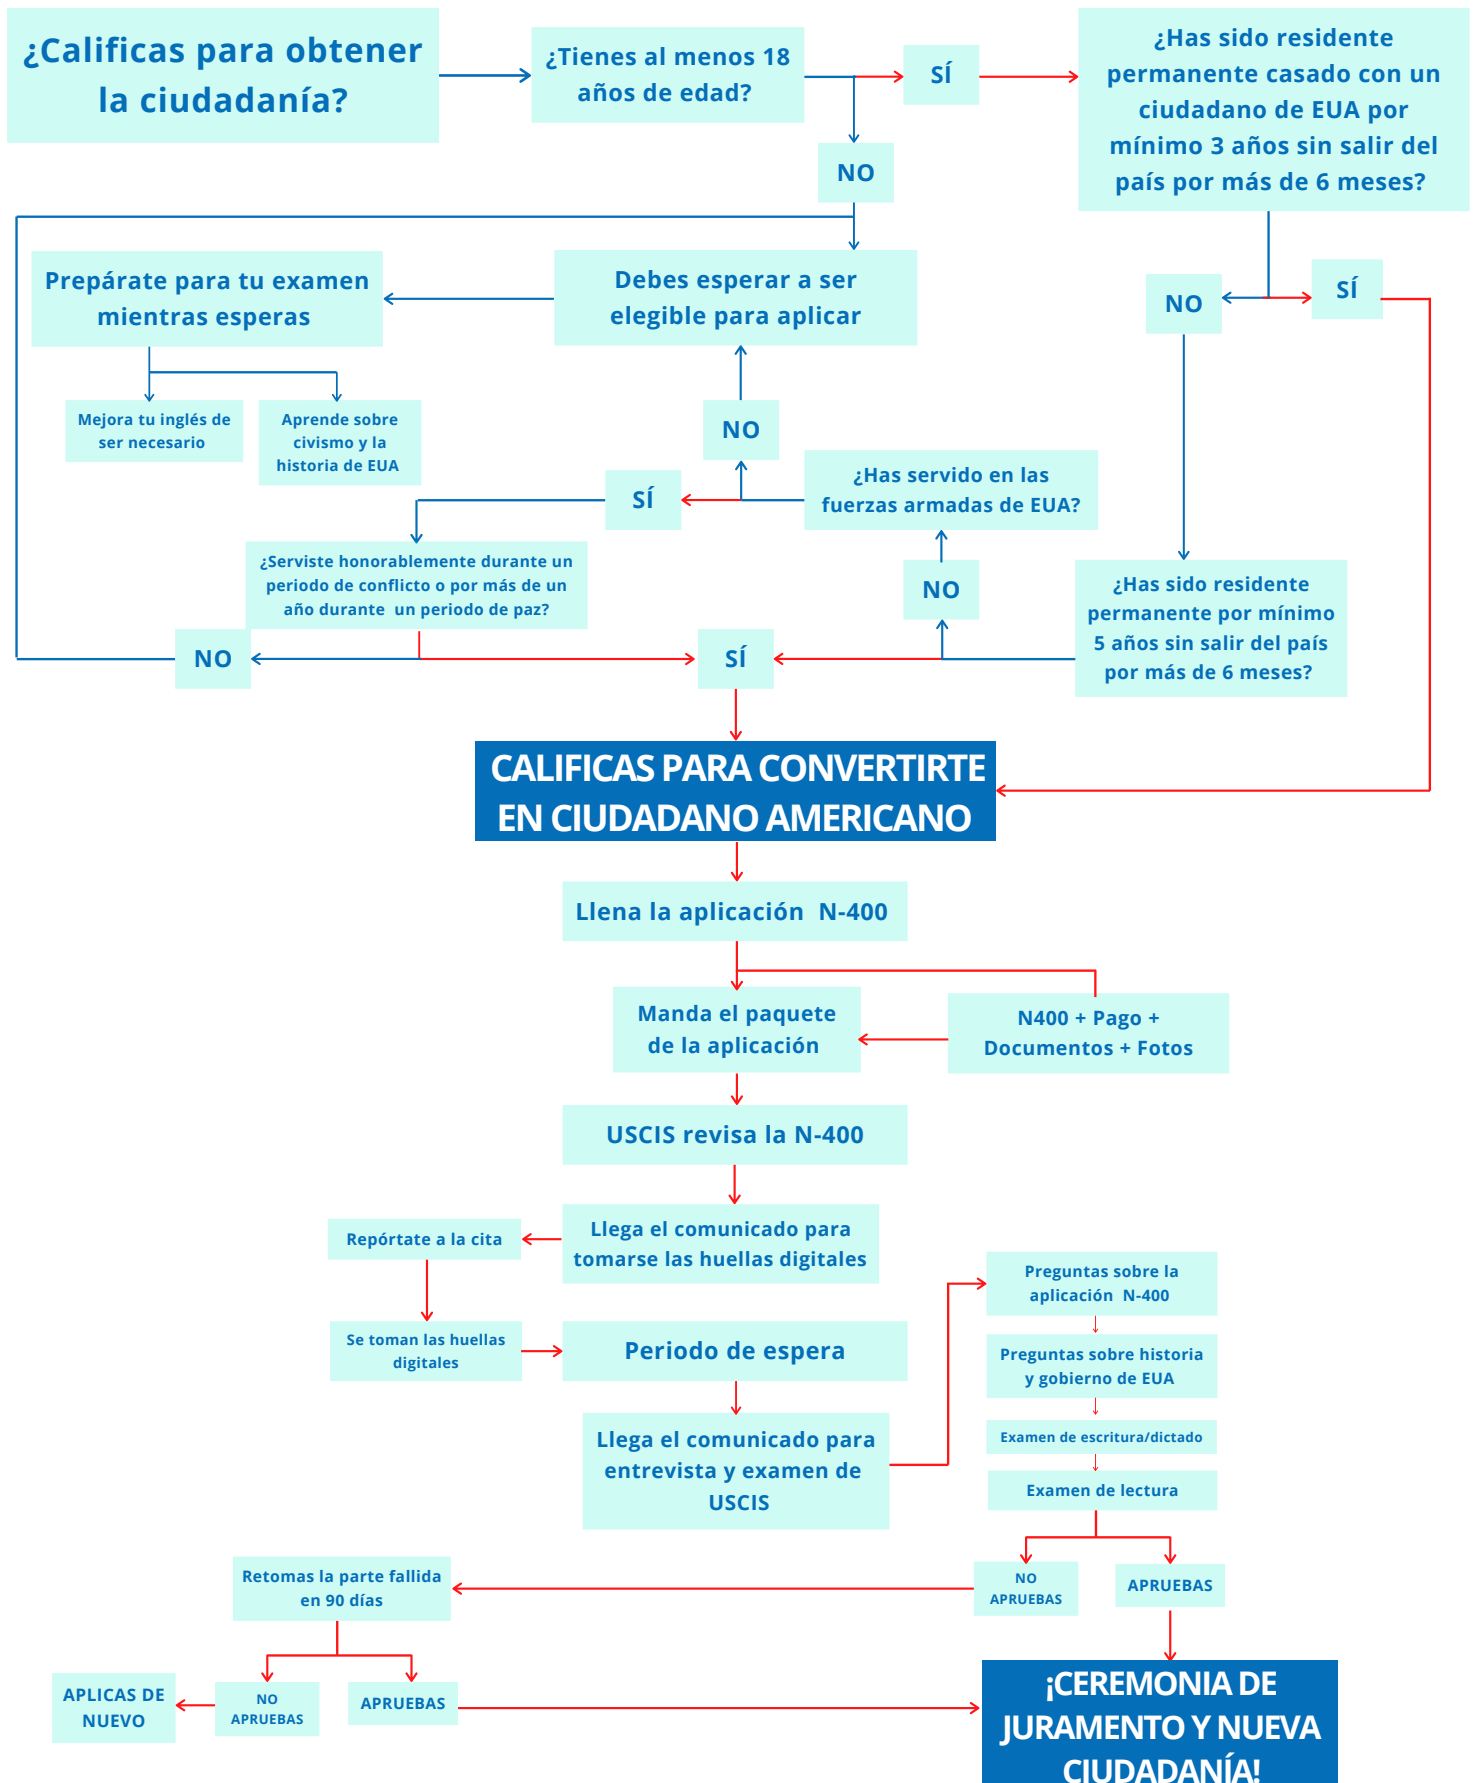 ¿Calificas para obtener
la ciudadanía?
¿Tienes al menos 18
años de edad?
SÍ
¿Has sido residente
permanente casado con un
ciudadano de EUA por
mínimo 3 años sin salir del
país por más de 6 meses?
NO
Prepárate para tu examen
mientras esperas
Debes esperar a ser
elegible para aplicar
NO
SÍ
Mejora tu inglés de
ser necesario
Aprende sobre
civismo y la
historia de EUA
NO
SÍ
¿Has servido en las
fuerzas armadas de EUA?
¿Serviste honorablemente durante un
periodo de conflicto o por más de un
año durante  un periodo de paz?
NO
¿Has sido residente
permanente por mínimo
5 años sin salir del país
por más de 6 meses?
NO
SÍ
CALIFICAS PARA CONVERTIRTE
EN CIUDADANO AMERICANO
Llena la aplicación  N-400
Manda el paquete
de la aplicación
N400 + Pago +
Documentos + Fotos
USCIS revisa la N-400
Llega el comunicado para
tomarse las huellas digitales
Repórtate a la cita
Se toman las huellas
digitales
Periodo de espera
Llega el comunicado para
entrevista y examen de
USCIS
Preguntas sobre la
aplicación  N-400
Preguntas sobre historia
y gobierno de EUA
Examen de escritura/dictado
Examen de lectura
NO
APRUEBAS
APRUEBAS
Retomas la parte fallida
en 90 días
APLICAS DE
NUEVO
NO
APRUEBAS
APRUEBAS
¡CEREMONIA DE
JURAMENTO Y NUEVA
CIUDADANÍA!